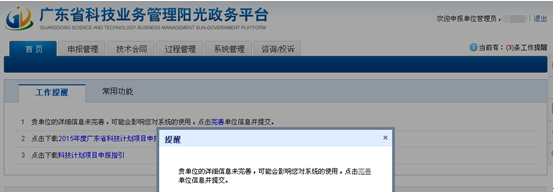 广东省科技业务管理阳光政务平台
GUANGDONG SCIENCE AND TECHNOLOGY BUSINESS MANAGEMENT SUN-GOVERNMENT PLATFORM
欢迎申报单位管理员， | 退出
首 页 申报管理 技术合同 过程管理 系统管理 咨询/投诉
当前有：(3)条工作提醒
工作提醒 常用功能
1 贵单位的详细信息未完善，可能会影响您对系统的使用，点击完善单位信息并提交。
2 点击下载2015年度广东省科技计划项目申
3 点击下载科技计划项目申报指引
提醒 ×
贵单位的详细信息未完善，可能会影响您对系统的使用，点击完善
单位信息并提交。